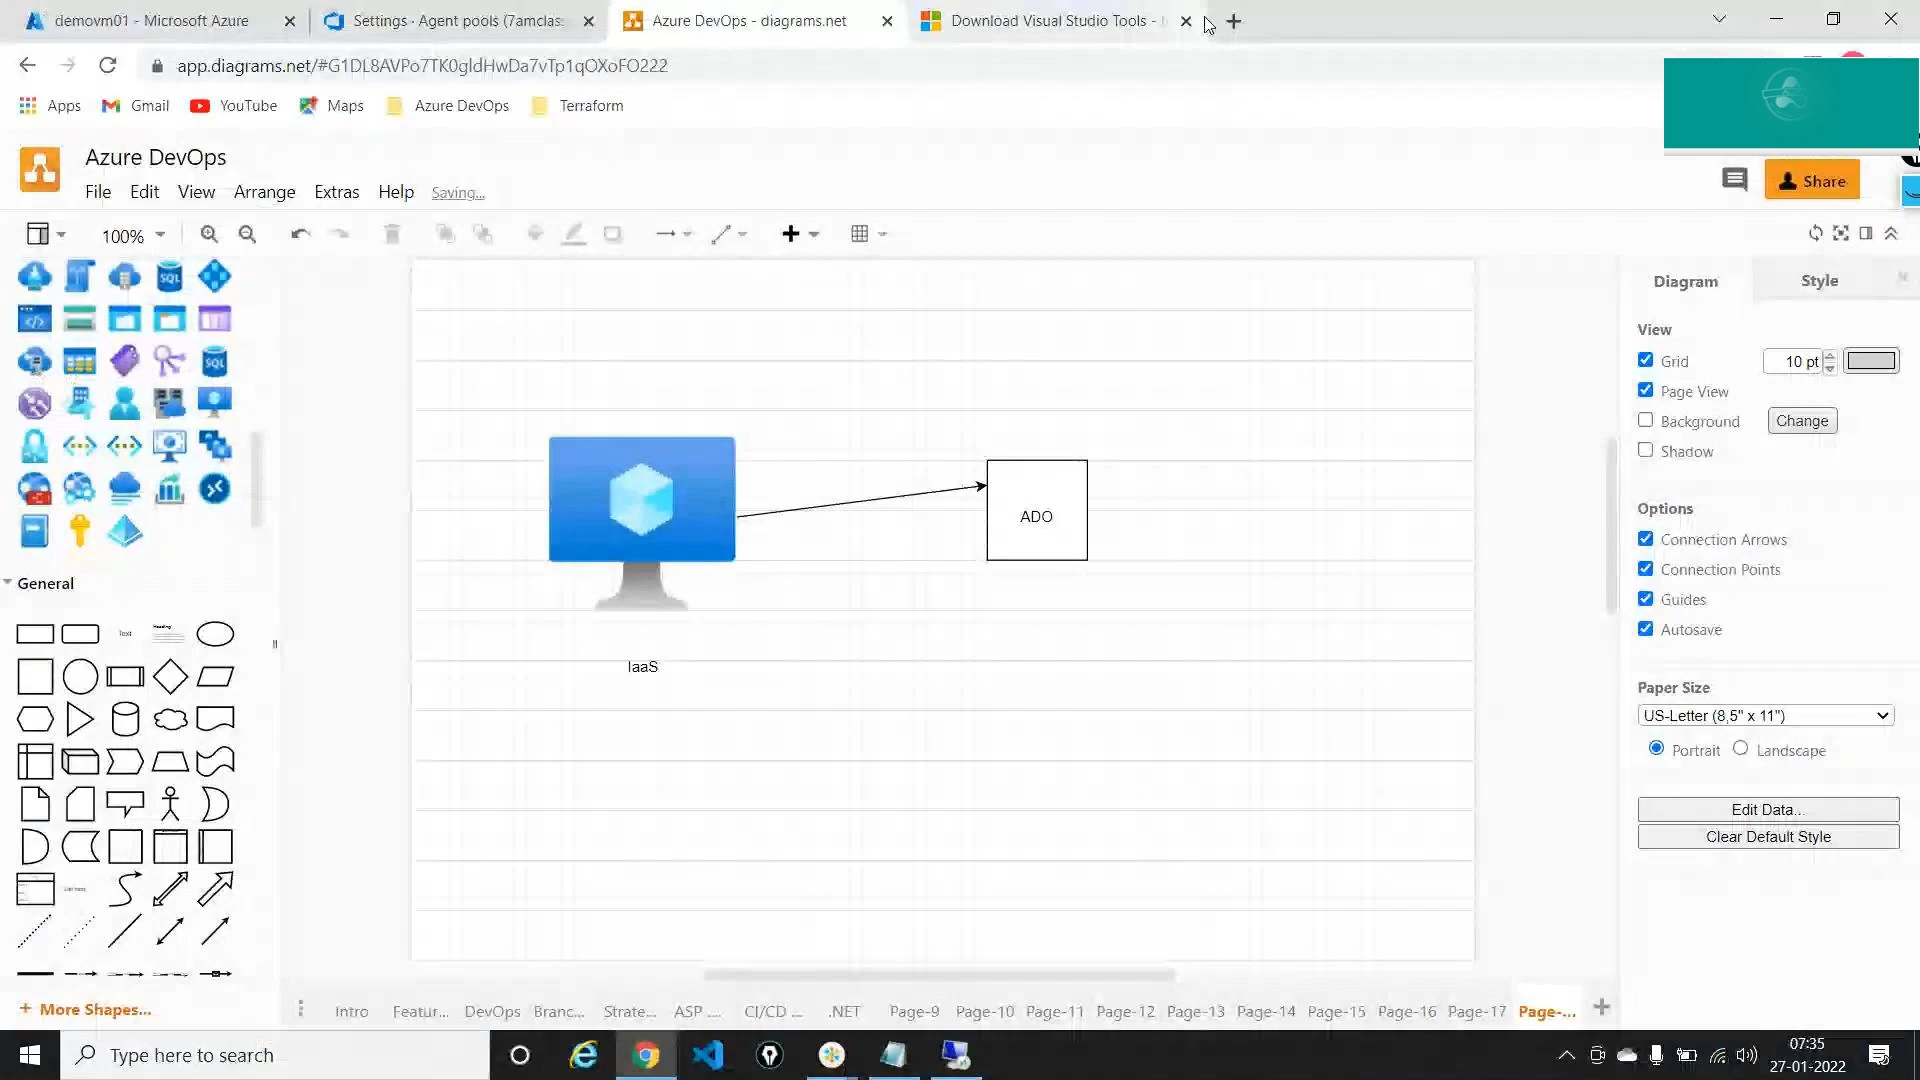 demovm01 - Microsoft Azure
Settings · Agent pools (7amclass
Azure DevOps - diagrams.net
Download Visual Studio Tools -
app.diagrams.net/#G1DL8AVPo7TK0gldHwDa7vTp1qOXoFO222
Apps
Gmail
YouTube
Maps
Azure DevOps
Terraform
Azure DevOps
File
Edit
View
Arrange
Extras
Help
Saving...
Share
100%
Diagram
Style
View
Grid
10 pt
Page View
Background
Change
Shadow
Options
Connection Arrows
Connection Points
Guides
Autosave
Paper Size
US-Letter (8,5" x 11")
Portrait
Landscape
Edit Data...
Clear Default Style
SQL
SQL
General
Text
Heading
ADO
IaaS
+ More Shapes...
Intro
Featur...
DevOps
Branc...
Strate...
ASP ....
CI/CD ...
.NET
Page-9
Page-10
Page-11
Page-12
Page-13
Page-14
Page-15
Page-16
Page-17
Page-...
Type here to search
07:35
27-01-2022